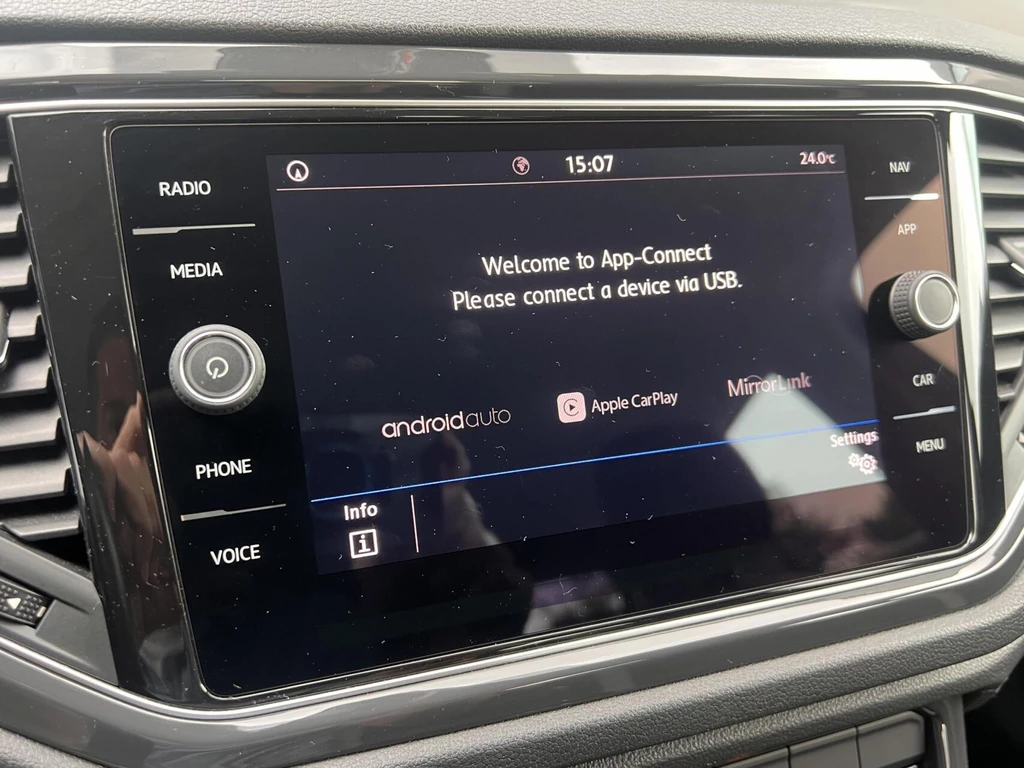 RADIO
MEDIA
PHONE
VOICE
15:07
24.0°C
Welcome to App-Connect
Please connect a device via USB.
androidauto
Apple CarPlay
MirrorLink
Settings
Info
i
NAV
APP
CAR
MENU